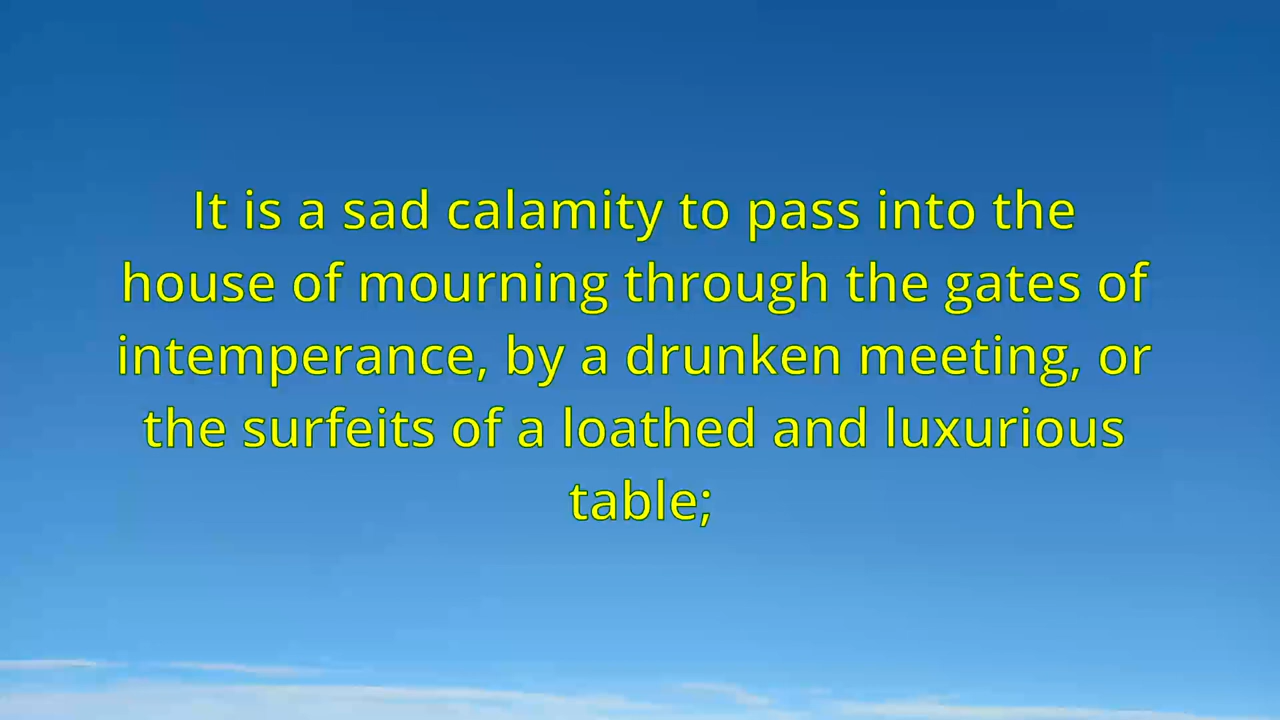 It is a sad calamity to pass into the
house of mourning through the gates of
intemperance, by a drunken meeting, or
the surfeits of a loathed and luxurious
table;